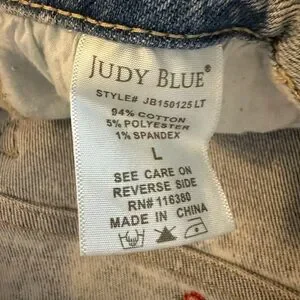 JUDY BLUE®
STYLE# JB150125 LT
94% COTTON
5% POLYESTER
1% SPANDEX
L
SEE CARE ON
REVERSE SIDE
RN# 116380
MADE IN CHINA